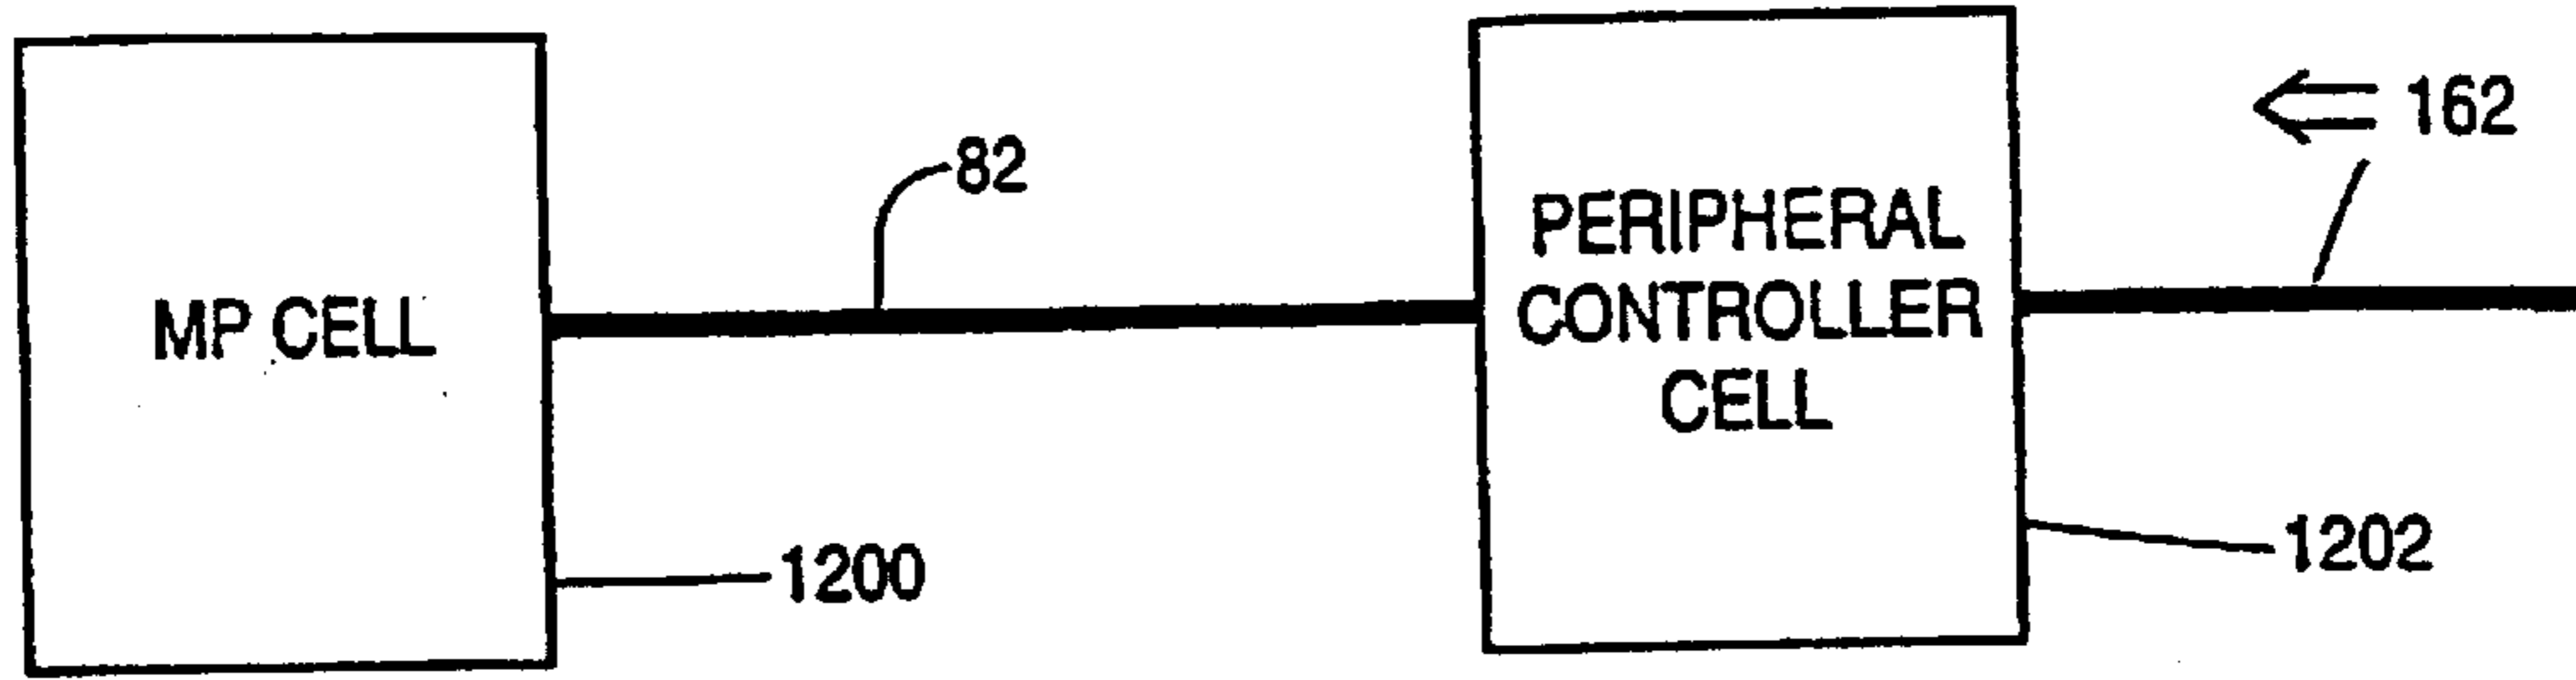 MP CELL
82
PERIPHERAL
CONTROLLER
CELL
162
1200
1202